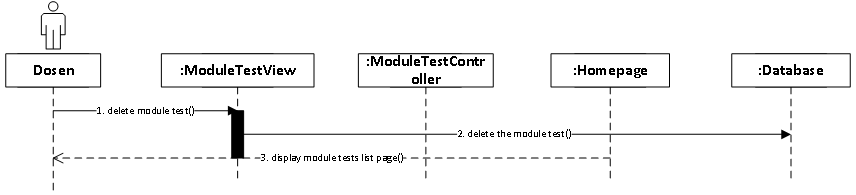 Dosen
:ModuleTestView
:ModuleTestContr
oller
:Homepage
:Database
1. delete module test()
2. delete the module test()
3. display module tests list page()